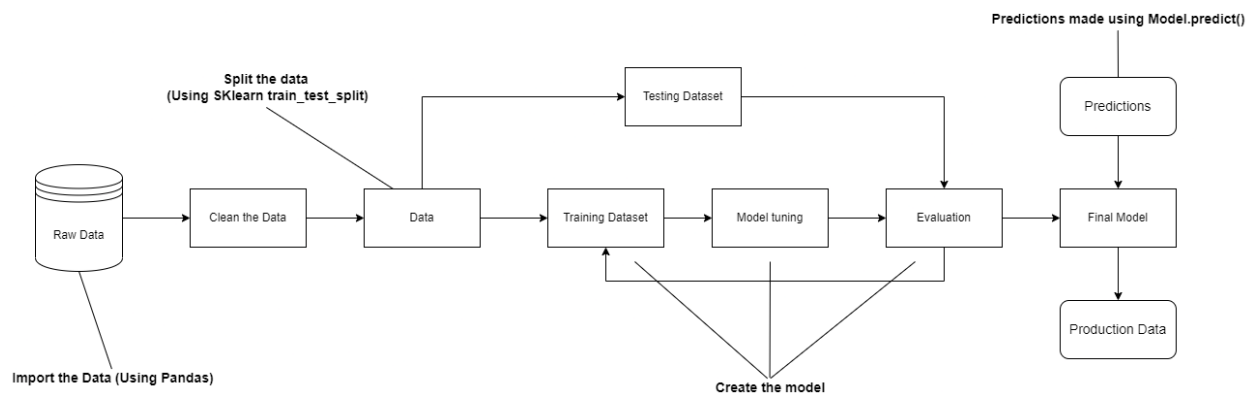 Predictions made using Model.predict()
Split the data
(Using SKlearn train_test_split)
Testing Dataset
Predictions
Raw Data
Clean the Data
Data
Training Dataset
Model tuning
Evaluation
Final Model
Production Data
Import the Data (Using Pandas)
Create the model